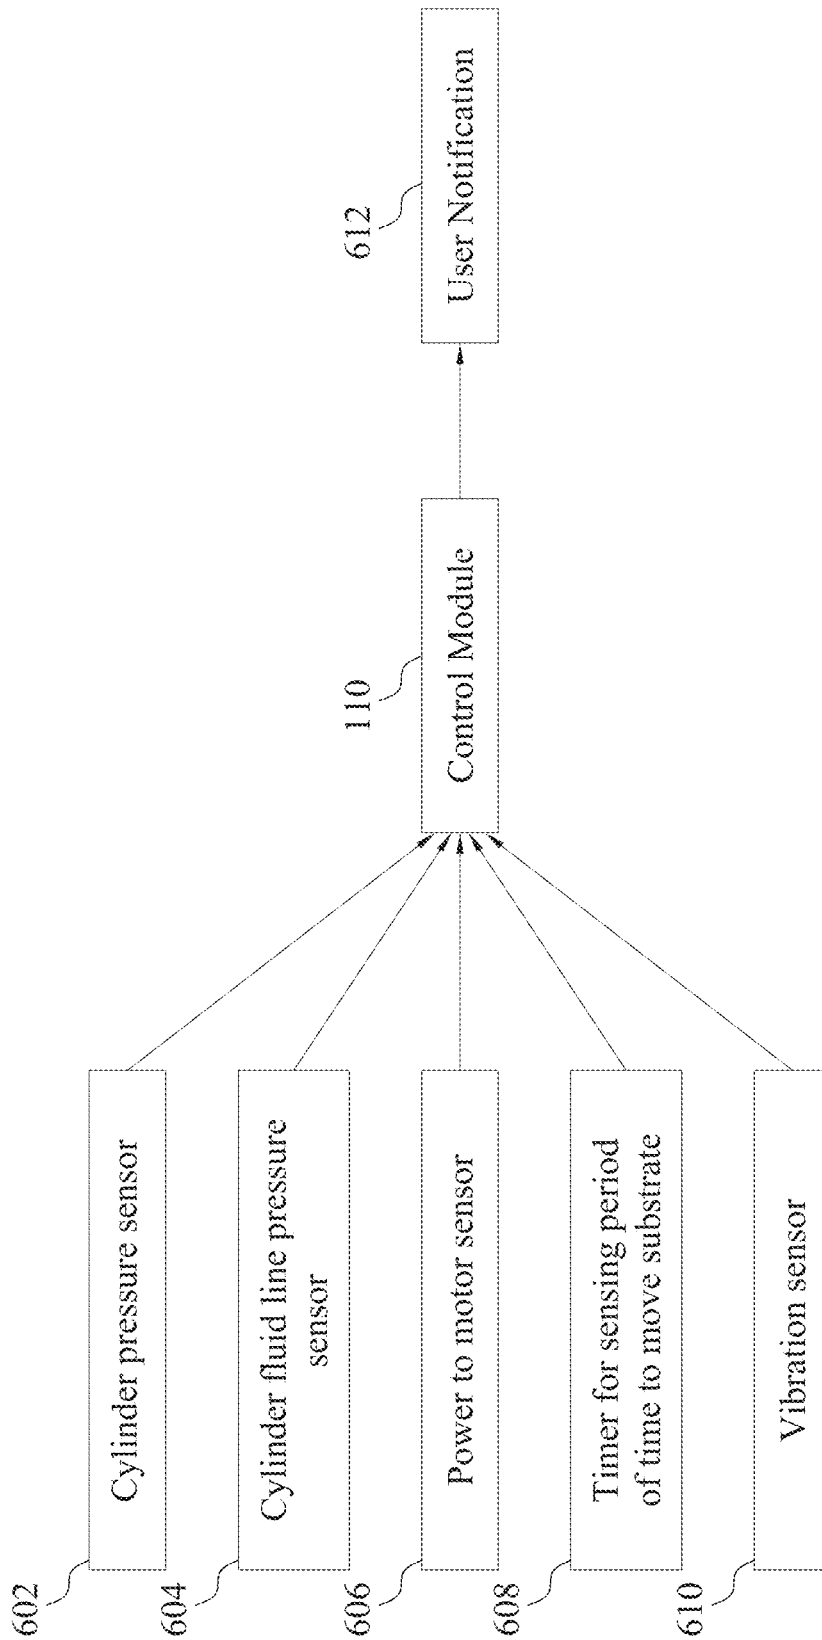 602
Cylinder pressure sensor
604
Cylinder fluid line pressure
sensor
606
Power to motor sensor
608
Timer for sensing period
of time to move substrate
610
Vibration sensor
110
Control Module
612
User Notification